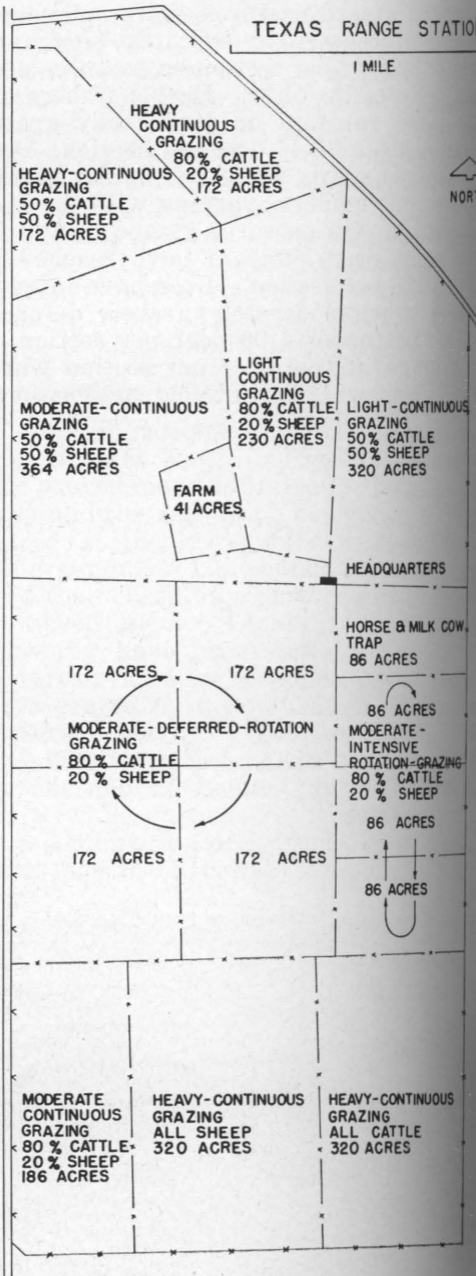 TEXAS RANGE STATION
1 MILE
NORT
HEAVY
CONTINUOUS
GRAZING
80% CATTLE
20% SHEEP
172 ACRES
HEAVY-CONTINUOUS
GRAZING
50% CATTLE
50% SHEEP
172 ACRES
MODERATE-CONTINUOUS
GRAZING
50% CATTLE
50% SHEEP
364 ACRES
LIGHT
CONTINUOUS
GRAZING
80% CATTLE
20% SHEEP
230 ACRES
LIGHT-CONTINUOUS
GRAZING
50% CATTLE
50% SHEEP
320 ACRES
FARM
41 ACRES
HEADQUARTERS
HORSE & MILK COW
TRAP
86 ACRES
172 ACRES
172 ACRES
MODERATE-DEFERRED-ROTATION
GRAZING
80% CATTLE
20% SHEEP
172 ACRES
172 ACRES
86 ACRES
MODERATE-
INTENSIVE
ROTATION-GRAZING
80% CATTLE
20% SHEEP
86 ACRES
86 ACRES
MODERATE
CONTINUOUS
GRAZING
80% CATTLE
20% SHEEP
186 ACRES
HEAVY-CONTINUOUS
GRAZING
ALL SHEEP
320 ACRES
HEAVY-CONTINUOUS
GRAZING
ALL CATTLE
320 ACRES